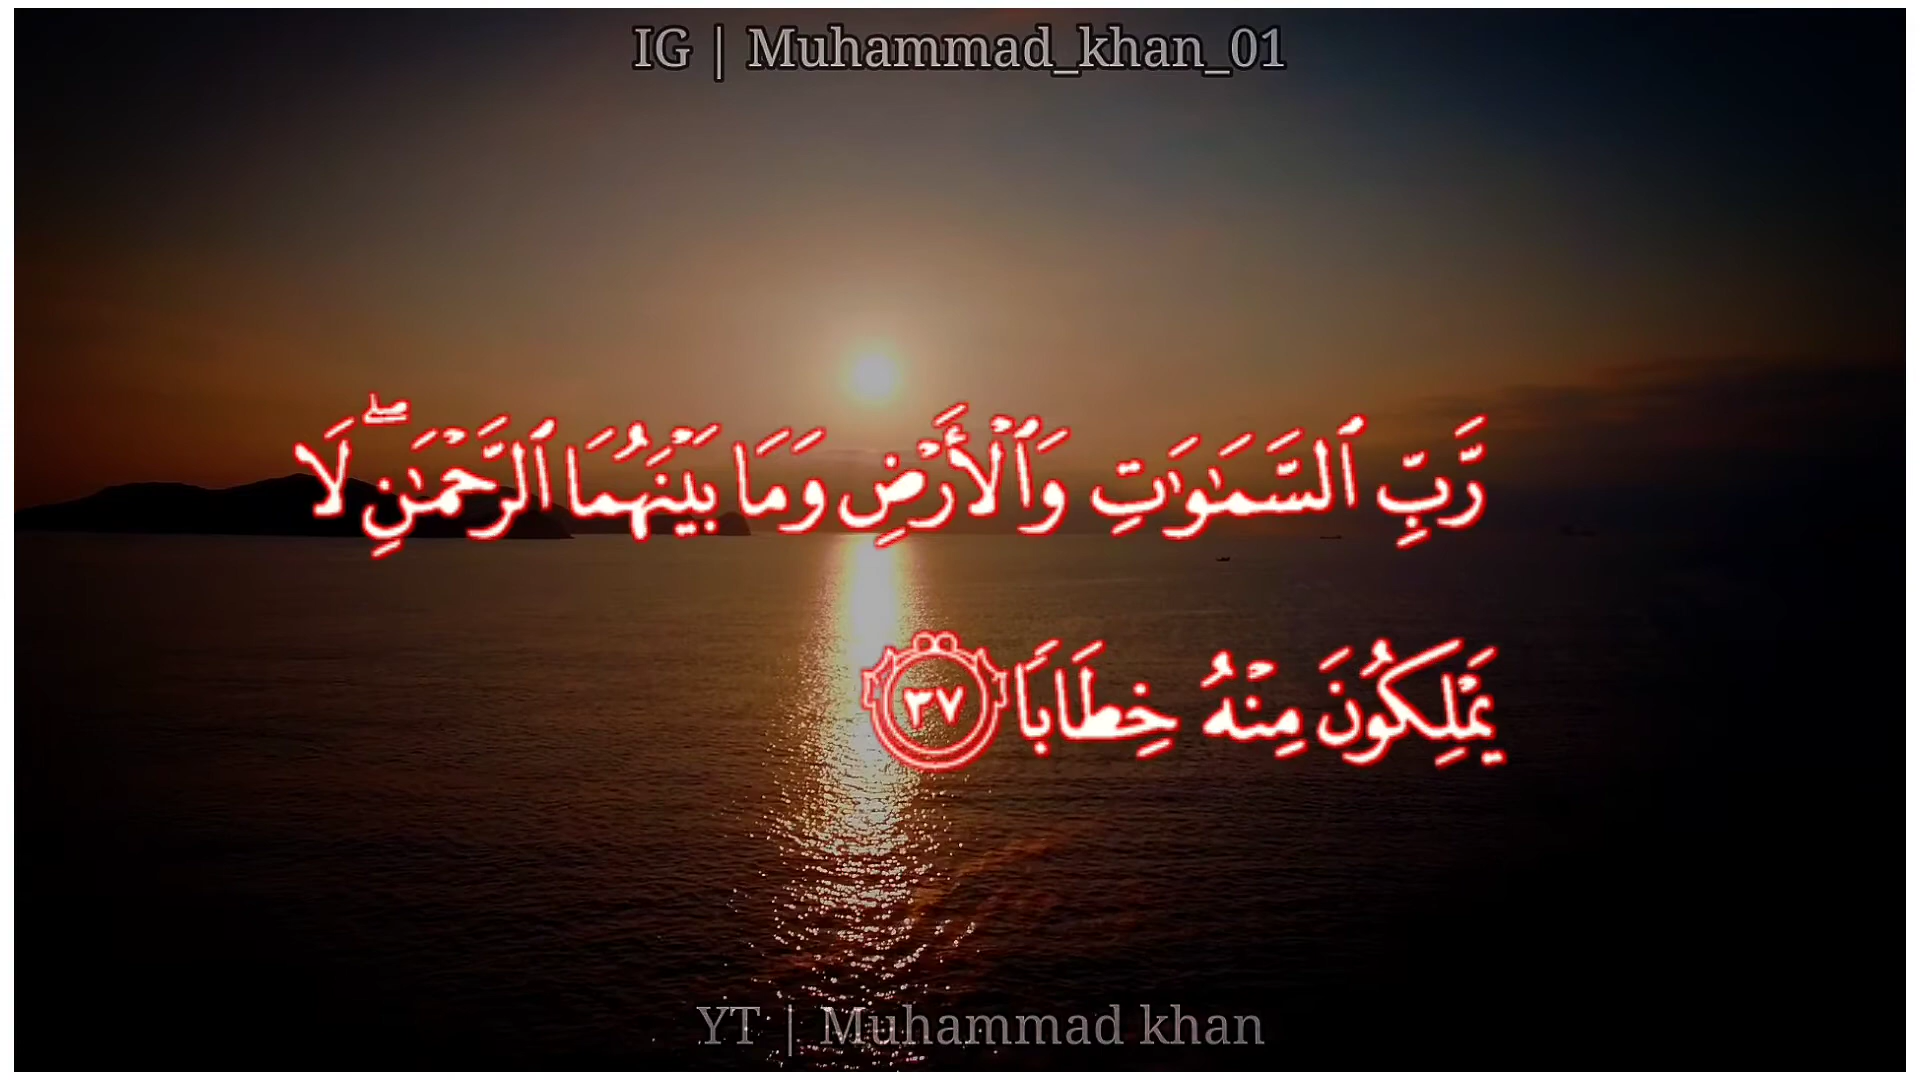 IG | Muhammad_khan_01
رَّبِّ ٱلسَّمَٰوَٰتِ وَٱلْأَرْضِ وَمَا بَيْنَهُمَا ٱلرَّحْمَٰنِۖ لَا
يَمْلِكُونَ مِنْهُ خِطَابًا ٣٧
YT | Muhammad khan